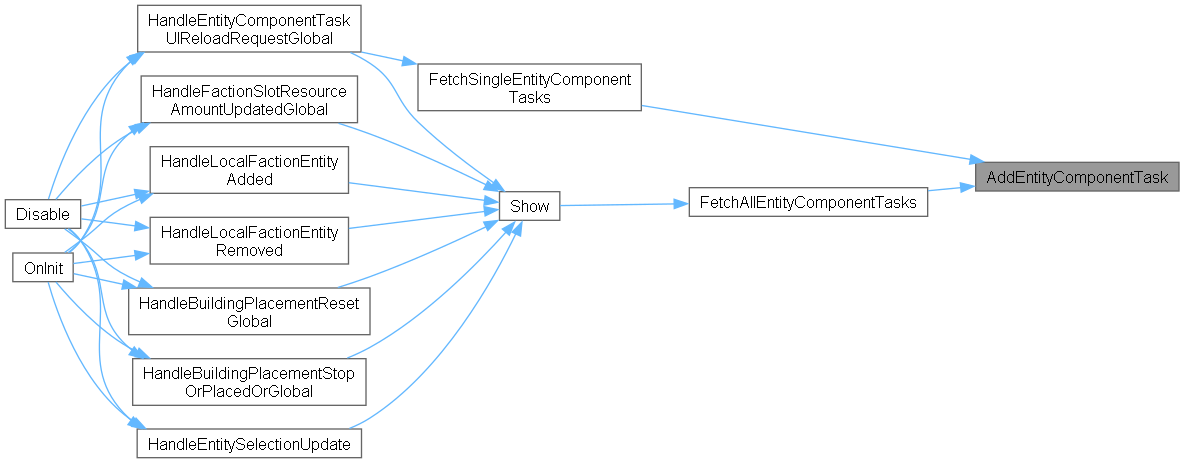 HandleEntityComponentTask
UIReloadRequestGlobal
FetchSingleEntityComponent
Tasks
HandleFactionSlotResource
AmountUpdatedGlobal
HandleLocalFactionEntity
Added
AddEntityComponentTask
Disable
Show
FetchAllEntityComponentTasks
HandleLocalFactionEntity
Removed
OnInit
HandleBuildingPlacementReset
Global
HandleBuildingPlacementStop
OrPlacedOrGlobal
HandleEntitySelectionUpdate